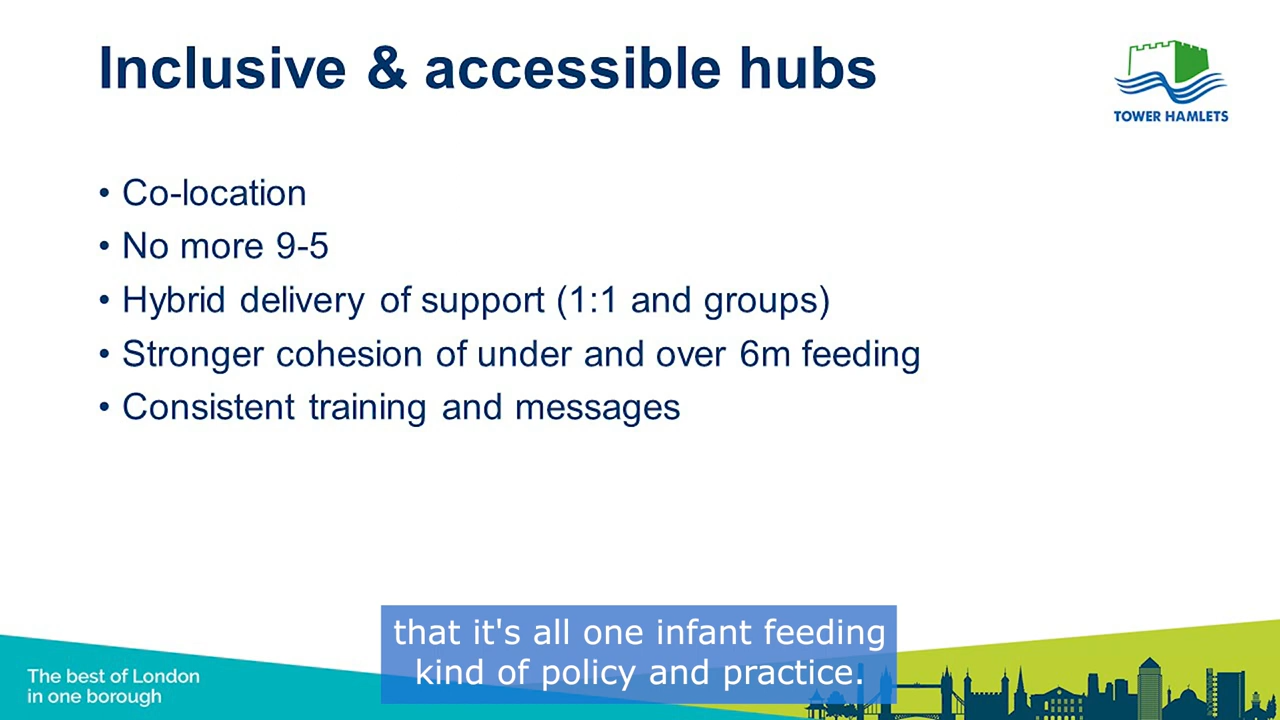 Inclusive & accessible hubs
TOWER HAMLETS
• Co-location
• No more 9-5
• Hybrid delivery of support (1:1 and groups)
• Stronger cohesion of under and over 6m feeding
• Consistent training and messages
that it's all one infant feeding
kind of policy and practice.
The best of London
in one borough